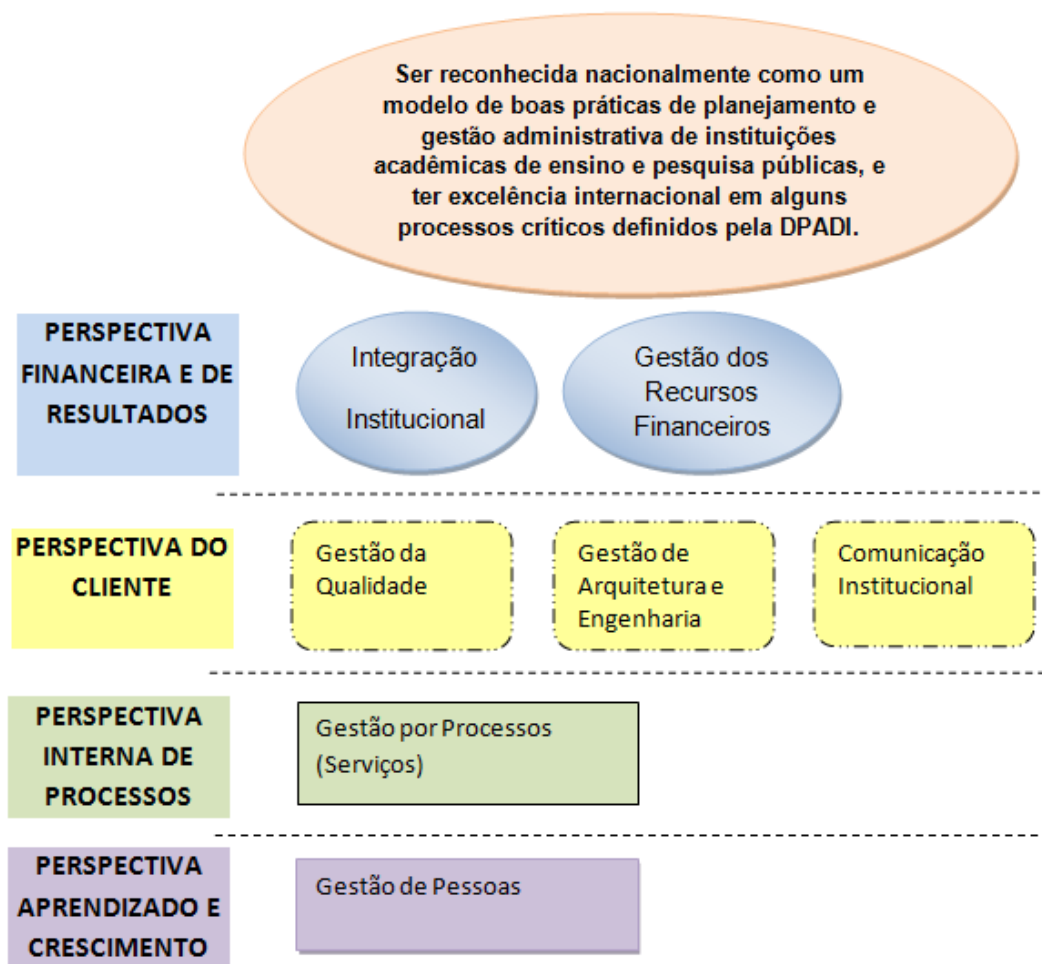 Ser reconhecida nacionalmente como um
modelo de boas práticas de planejamento e
gestão administrativa de instituições
acadêmicas de ensino e pesquisa públicas, e
ter excelência internacional em alguns
processos críticos definidos pela DPADI.
PERSPECTIVA
FINANCEIRA E DE
RESULTADOS
Integração
Institucional
Gestão dos
Recursos
Financeiros
PERSPECTIVA DO
CLIENTE
Gestão da
Qualidade
Gestão de
Arquitetura e
Engenharia
Comunicação
Institucional
PERSPECTIVA
INTERNA DE
PROCESSOS
Gestão por Processos
(Serviços)
PERSPECTIVA
APRENDIZADO E
CRESCIMENTO
Gestão de Pessoas